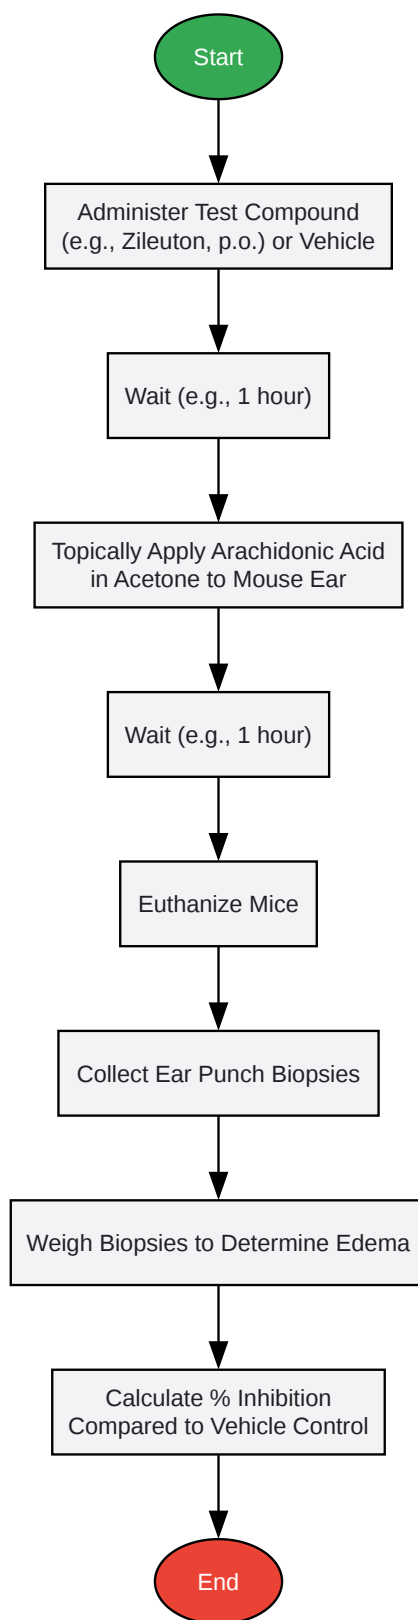 Start
Administer Test Compound
(e.g., Zileuton, p.o.) or Vehicle
Wait (e.g., 1 hour)
Topically Apply Arachidonic Acid
in Acetone to Mouse Ear
Wait (e.g., 1 hour)
Euthanize Mice
Collect Ear Punch Biopsies
Weigh Biopsies to Determine Edema
Calculate % Inhibition
Compared to Vehicle Control
End